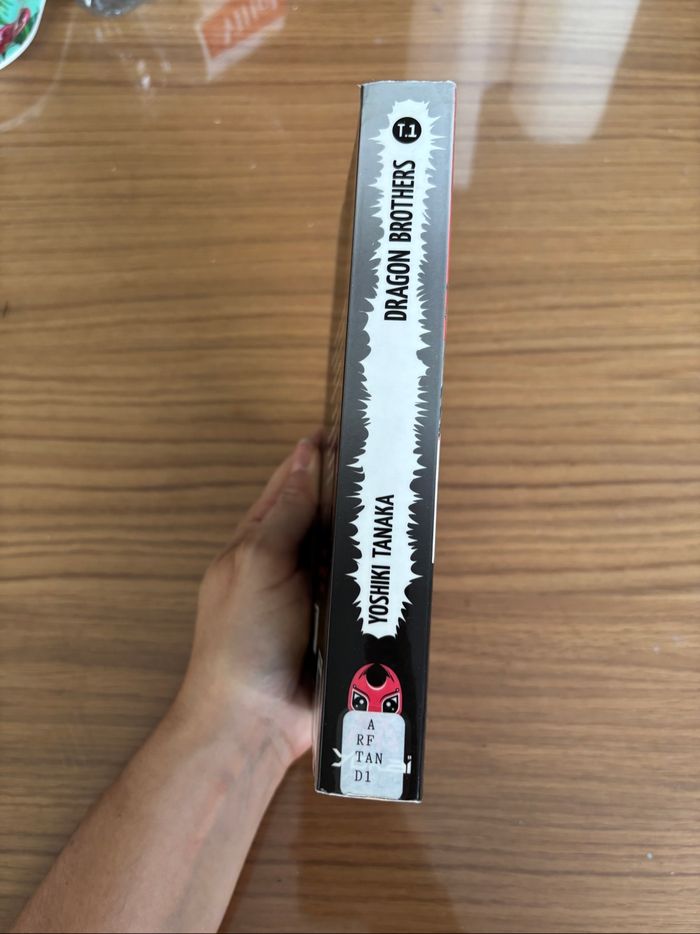 T.1
DRAGON BROTHERS
YOSHIKI TANAKA
A
RF
TAN
D1